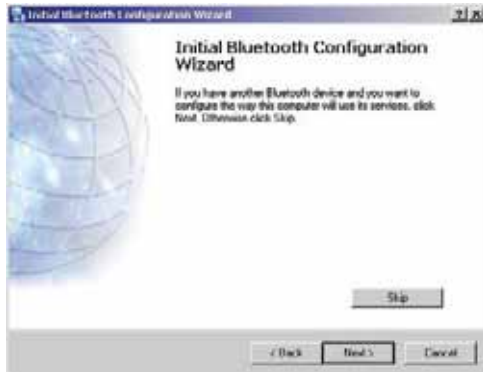 Initial Bluetooth Configuration Wizard
Initial Bluetooth Configuration
Wizard
If you have another Bluetooth device and you want to
configure the way this computer will use its services, click
Next. Otherwise click Skip.
Skip
< Back Next > Cancel